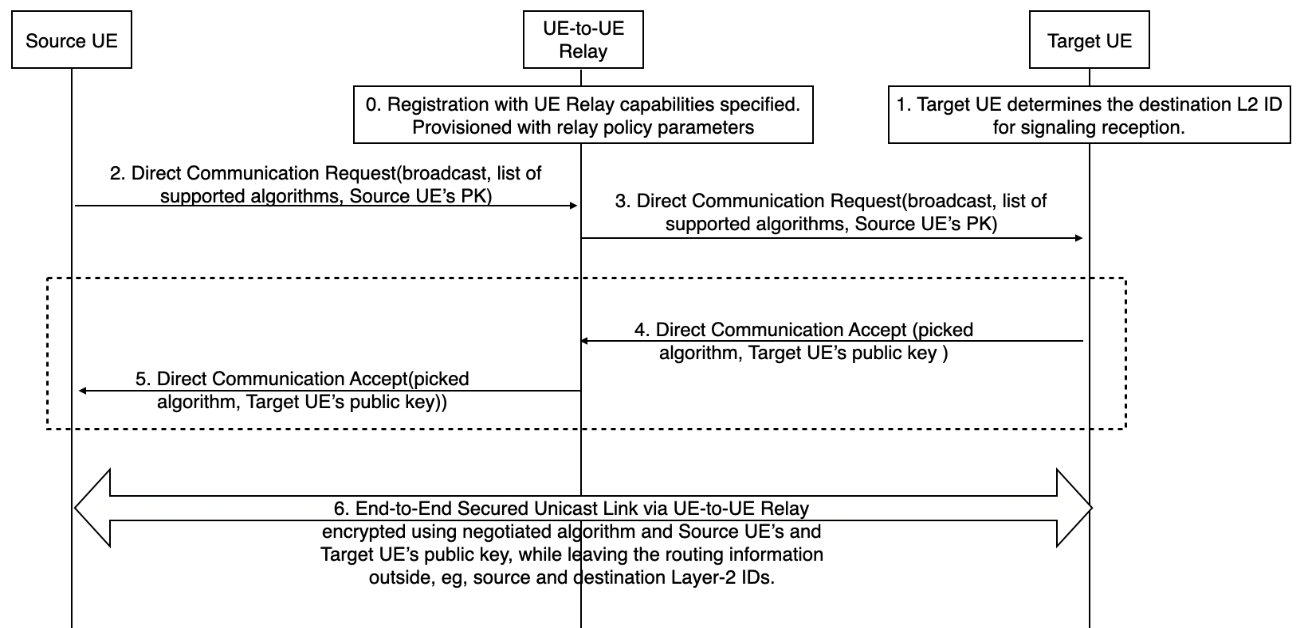 Source UE
UE-to-UE
Relay
Target UE
0. Registration with UE Relay capabilities specified.
Provisioned with relay policy parameters
1. Target UE determines the destination L2 ID
for signaling reception.
2. Direct Communication Request(broadcast, list of
supported algorithms, Source UE’s PK)
3. Direct Communication Request(broadcast, list of
supported algorithms, Source UE’s PK)
4. Direct Communication Accept (picked
algorithm, Target UE’s public key )
5. Direct Communication Accept(picked
algorithm, Target UE’s public key))
6. End-to-End Secured Unicast Link via UE-to-UE Relay
encrypted using negotiated algorithm and Source UE’s and
Target UE’s public key, while leaving the routing information
outside, eg, source and destination Layer-2 IDs.